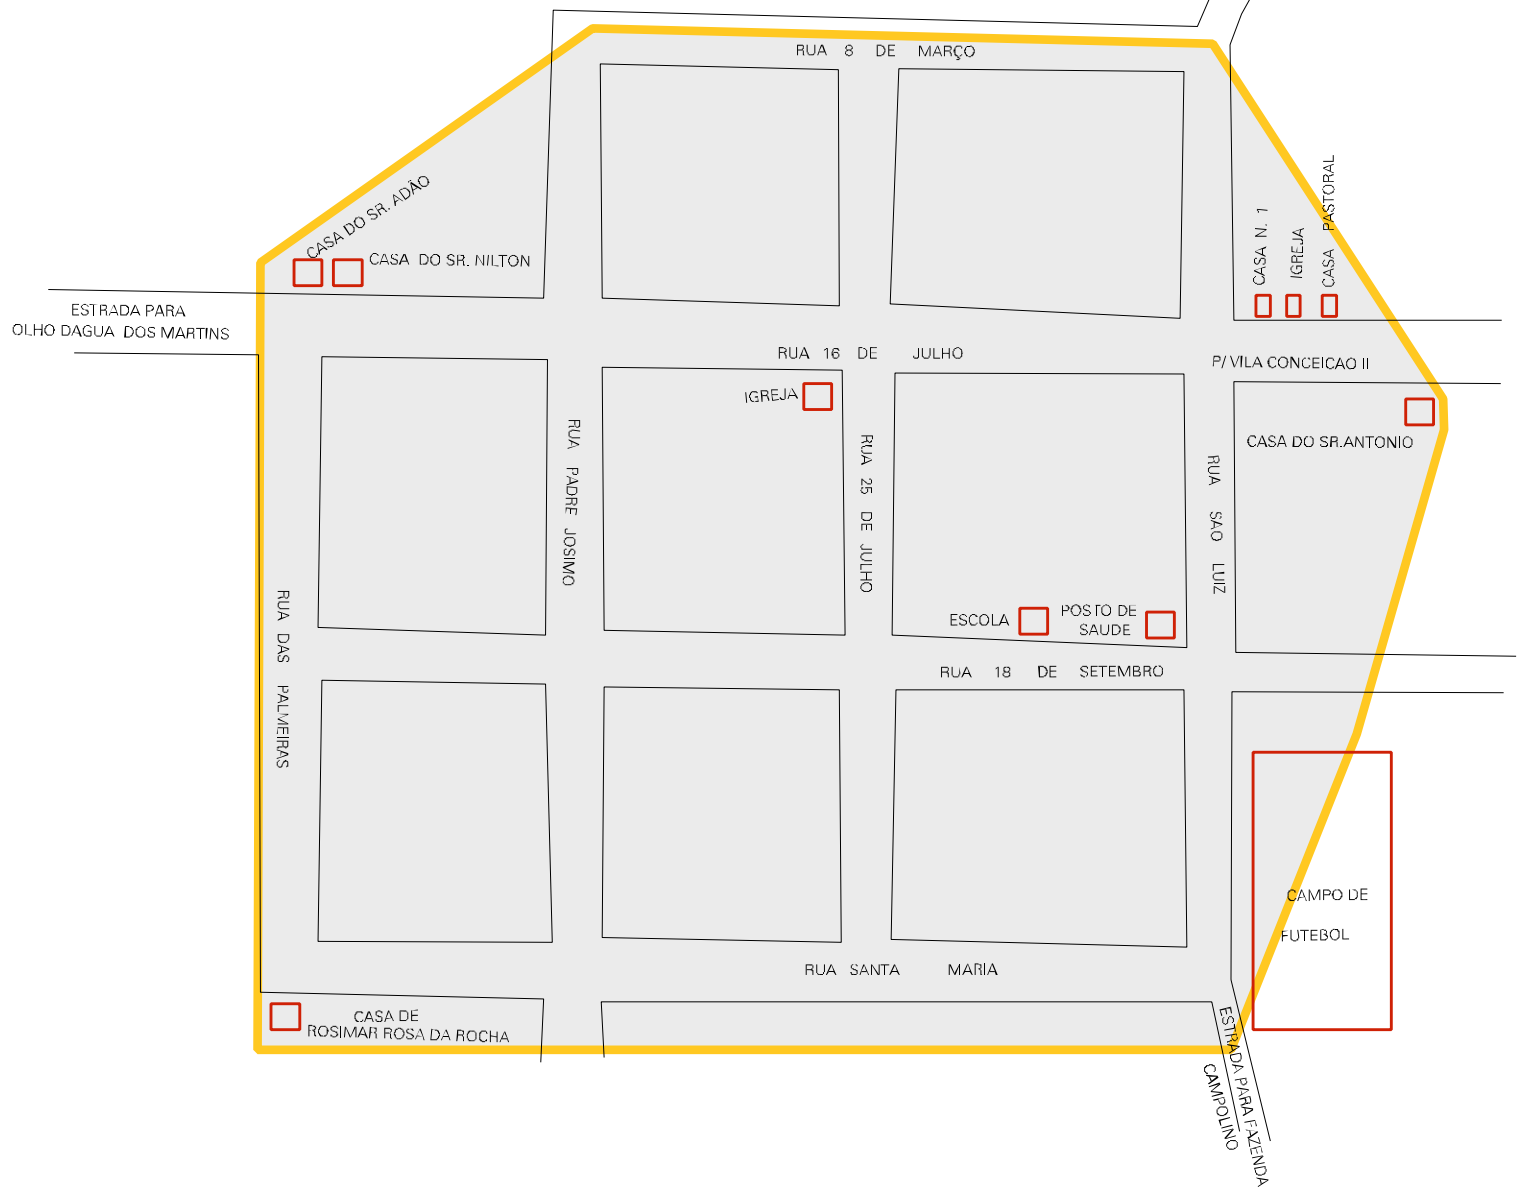 RUA 8 DE MARÇO
CASA DO SR. ADÃO
CASA DO SR. NILTON
CASA N. 1
IGREJA
CASA PASTORAL
ESTRADA PARA
OLHO DAGUA DOS MARTINS
RUA 16 DE JULHO
P/ VILA CONCEICAO II
IGREJA
CASA DO SR.ANTONIO
RUA PADRE JOSIMO
RUA 25 DE JULHO
RUA SAO LUIZ
RUA DAS PALMEIRAS
ESCOLA
POSTO DE
SAUDE
RUA 18 DE SETEMBRO
CAMPO DE
FUTEBOL
RUA SANTA MARIA
CASA DE
ROSIMAR ROSA DA ROCHA
ESTRADA PARA FAZENDA
CAMPOLINO